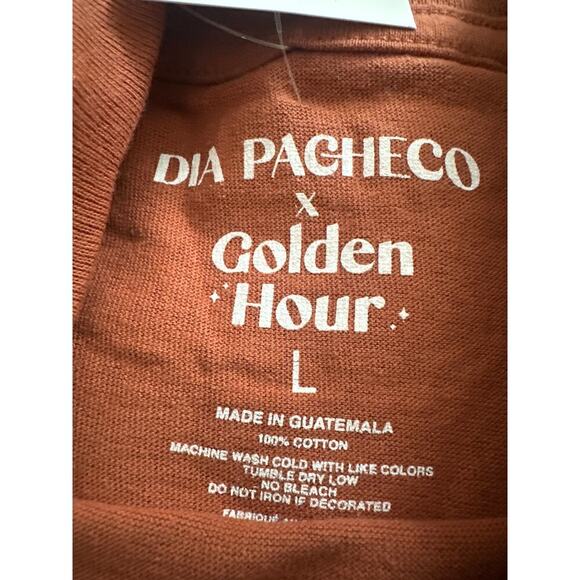 DIA PACHECO
x
Golden
Hour
L
MADE IN GUATEMALA
100% COTTON
MACHINE WASH COLD WITH LIKE COLORS
TUMBLE DRY LOW
NO BLEACH
DO NOT IRON IF DECORATED